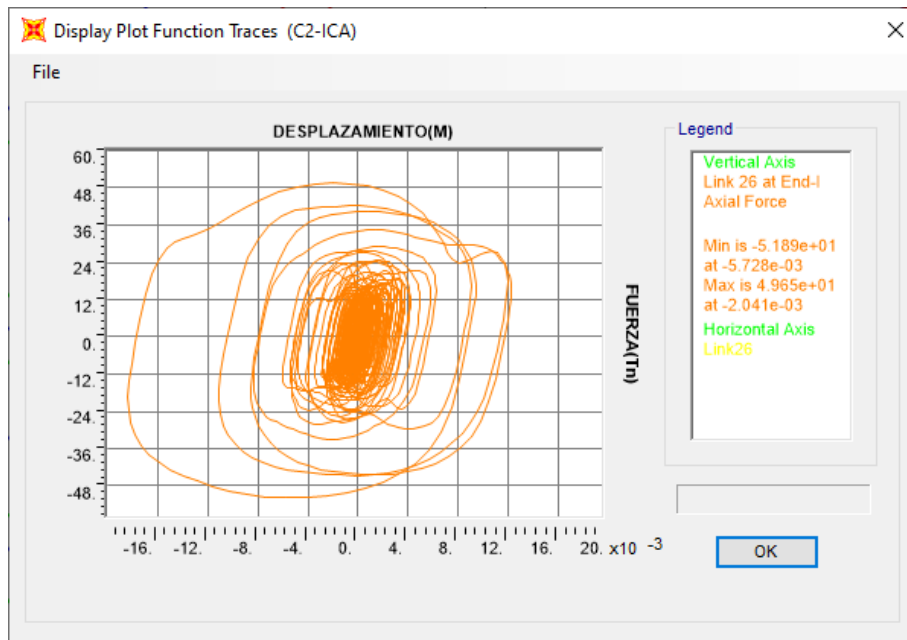 Display Plot Function Traces (C2-ICA)
File
DESPLAZAMIENTO(M)
60.
48.
36.
24.
12.
0.
-12.
-24.
-36.
-48.
-16. -12. -8. -4. 0. 4. 8. 12. 16. 20. x10 -3
FUERZA(Tn)
Legend
Vertical Axis
Link 26 at End-I
Axial Force
Min is -5.189e+01
at -5.728e-03
Max is 4.965e+01
at -2.041e-03
Horizontal Axis
Link26
OK